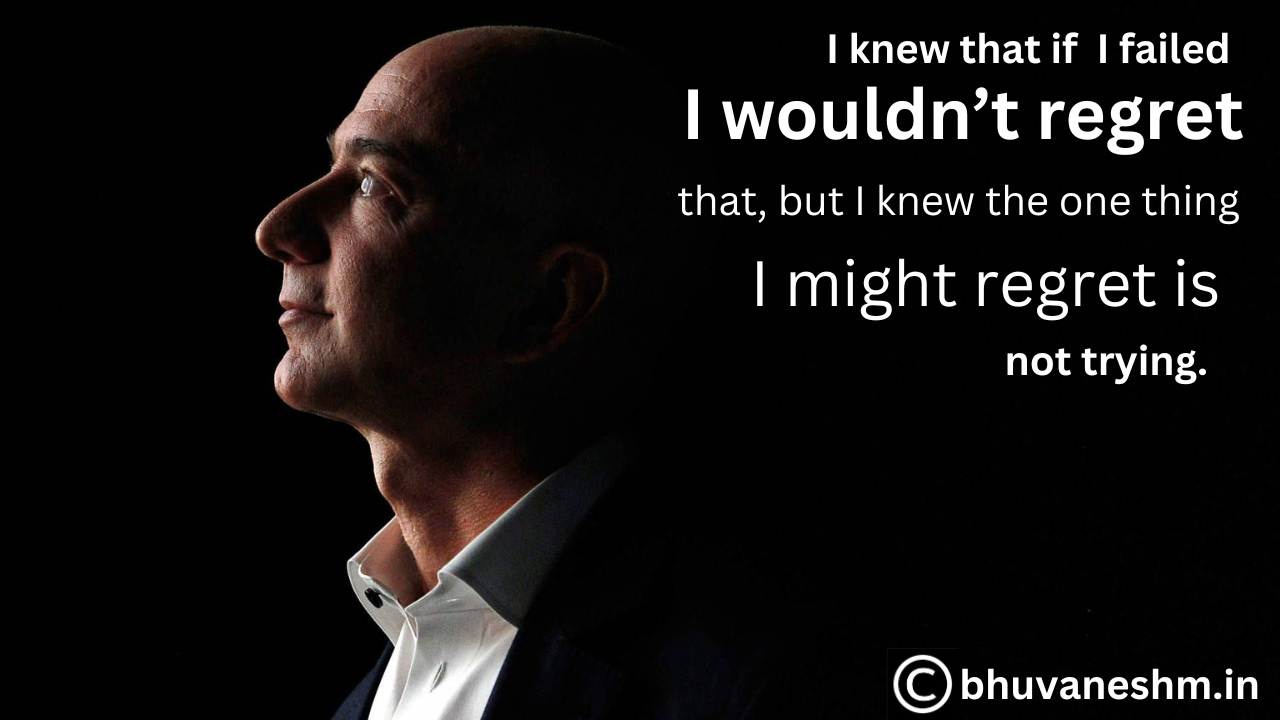 I knew that if I failed
I wouldn’t regret
that, but I knew the one thing
I might regret is
not trying.
© bhuvaneshm.in